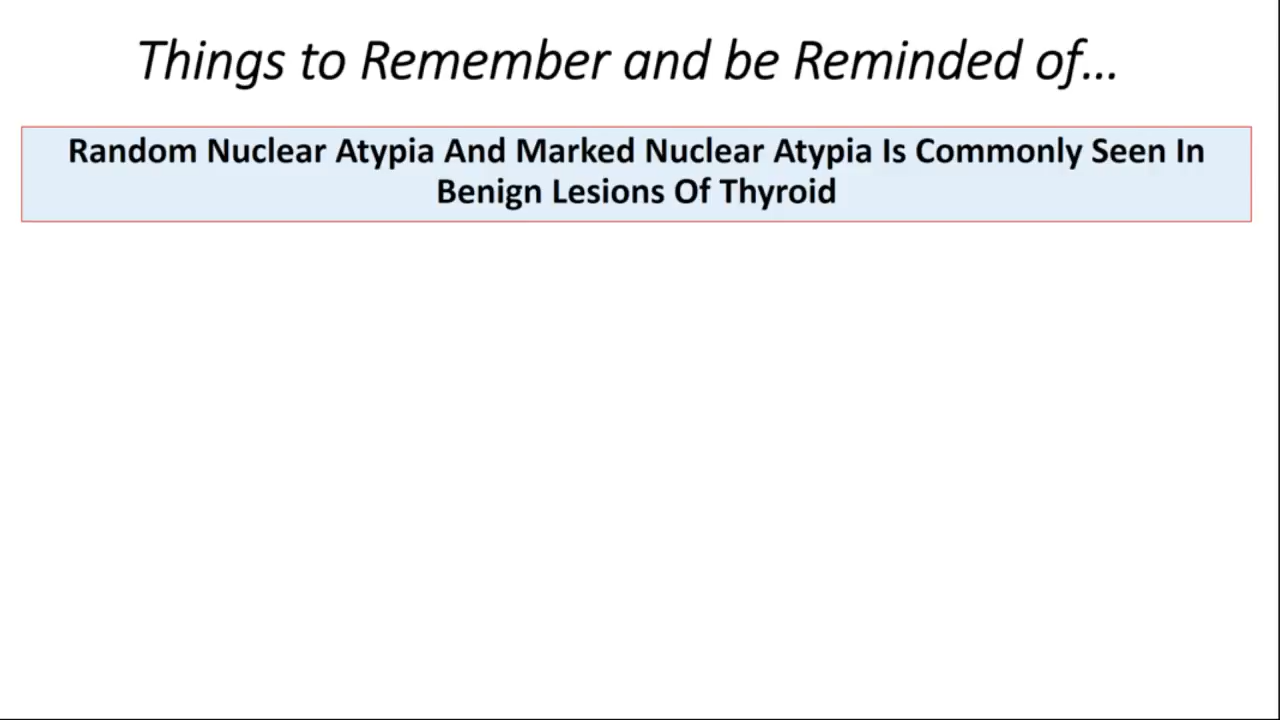 Things to Remember and be Reminded of...
Random Nuclear Atypia And Marked Nuclear Atypia Is Commonly Seen In
Benign Lesions Of Thyroid